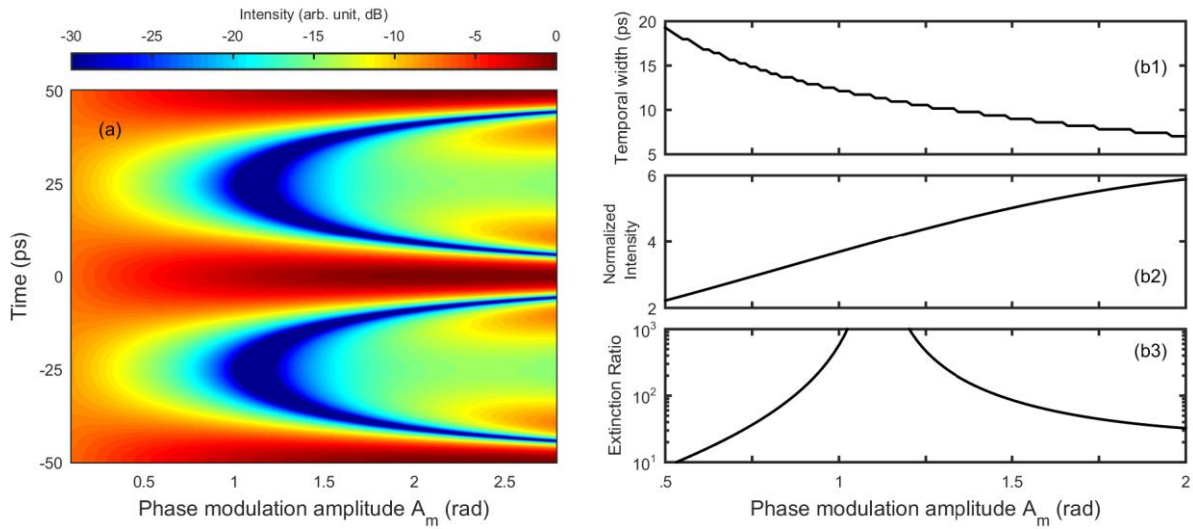 Intensity (arb. unit, dB)
-30 -25 -20 -15 -10 -5 0
50
25
0
-25
-50
Time (ps)
(a)
0.5 1 1.5 2 2.5
Phase modulation amplitude A_m (rad)
20
15
10
5
Temporal width (ps)
(b1)
6
4
2
Normalized
Intensity
(b2)
10^3
10^2
10^1
Extinction Ratio
(b3)
.5 1 1.5 2
Phase modulation amplitude A_m (rad)